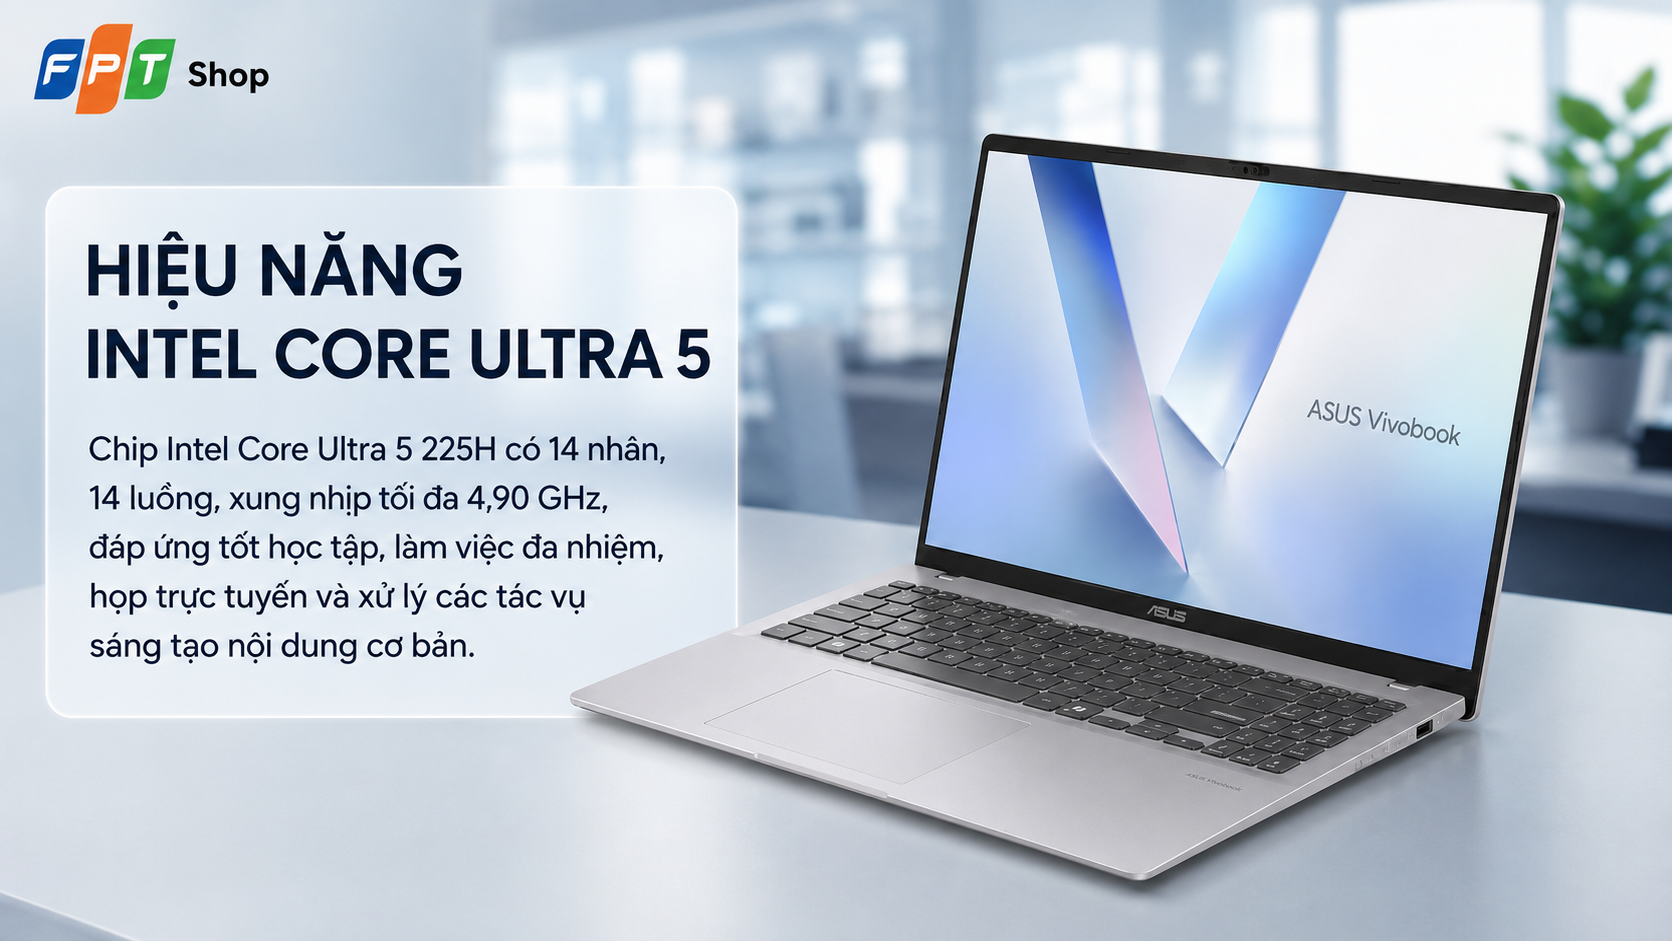 FPT Shop
HIỆU NĂNG
INTEL CORE ULTRA 5
Chip Intel Core Ultra 5 225H có 14 nhân,
14 luồng, xung nhịp tối đa 4,90 GHz,
đáp ứng tốt học tập, làm việc đa nhiệm,
họp trực tuyến và xử lý các tác vụ
sáng tạo nội dung cơ bản.
ASUS Vivobook
ASUS
ASUS Vivobook